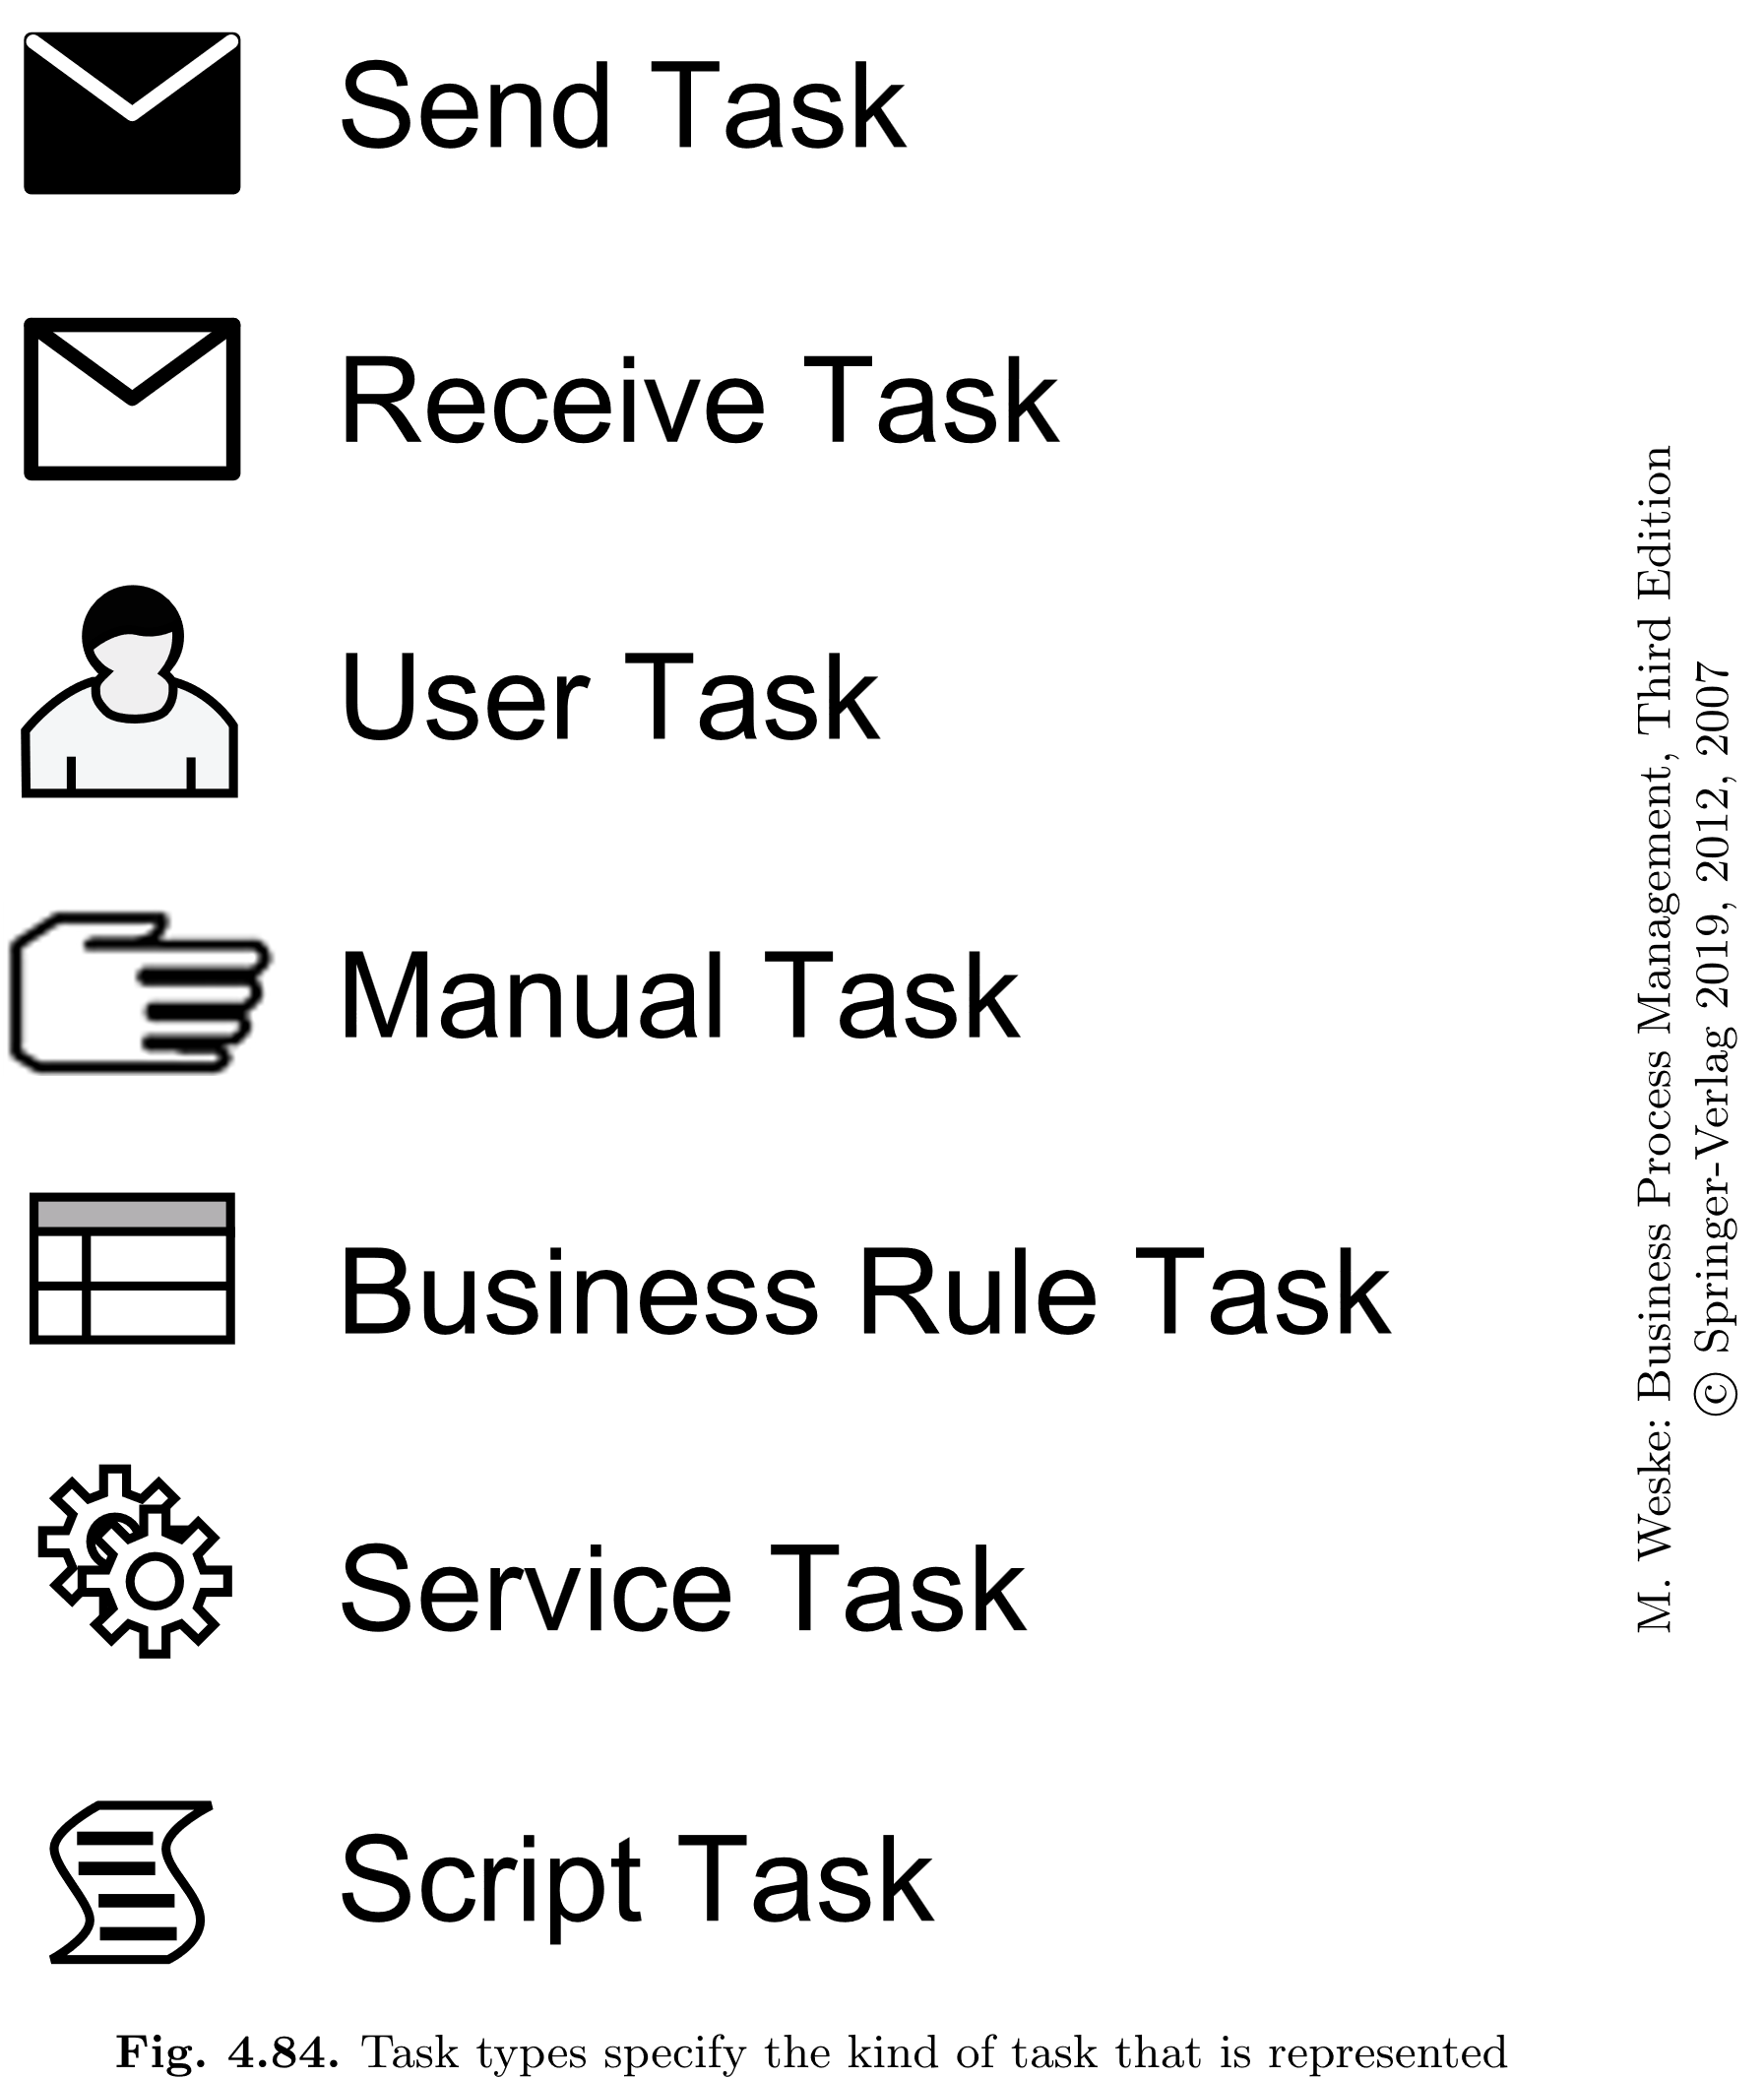 Send Task
Receive Task
User Task
Manual Task
Business Rule Task
Service Task
Script Task
M. Weske: Business Process Management, Third Edition
© Springer-Verlag 2019, 2012, 2007
Fig. 4.84. Task types specify the kind of task that is represented